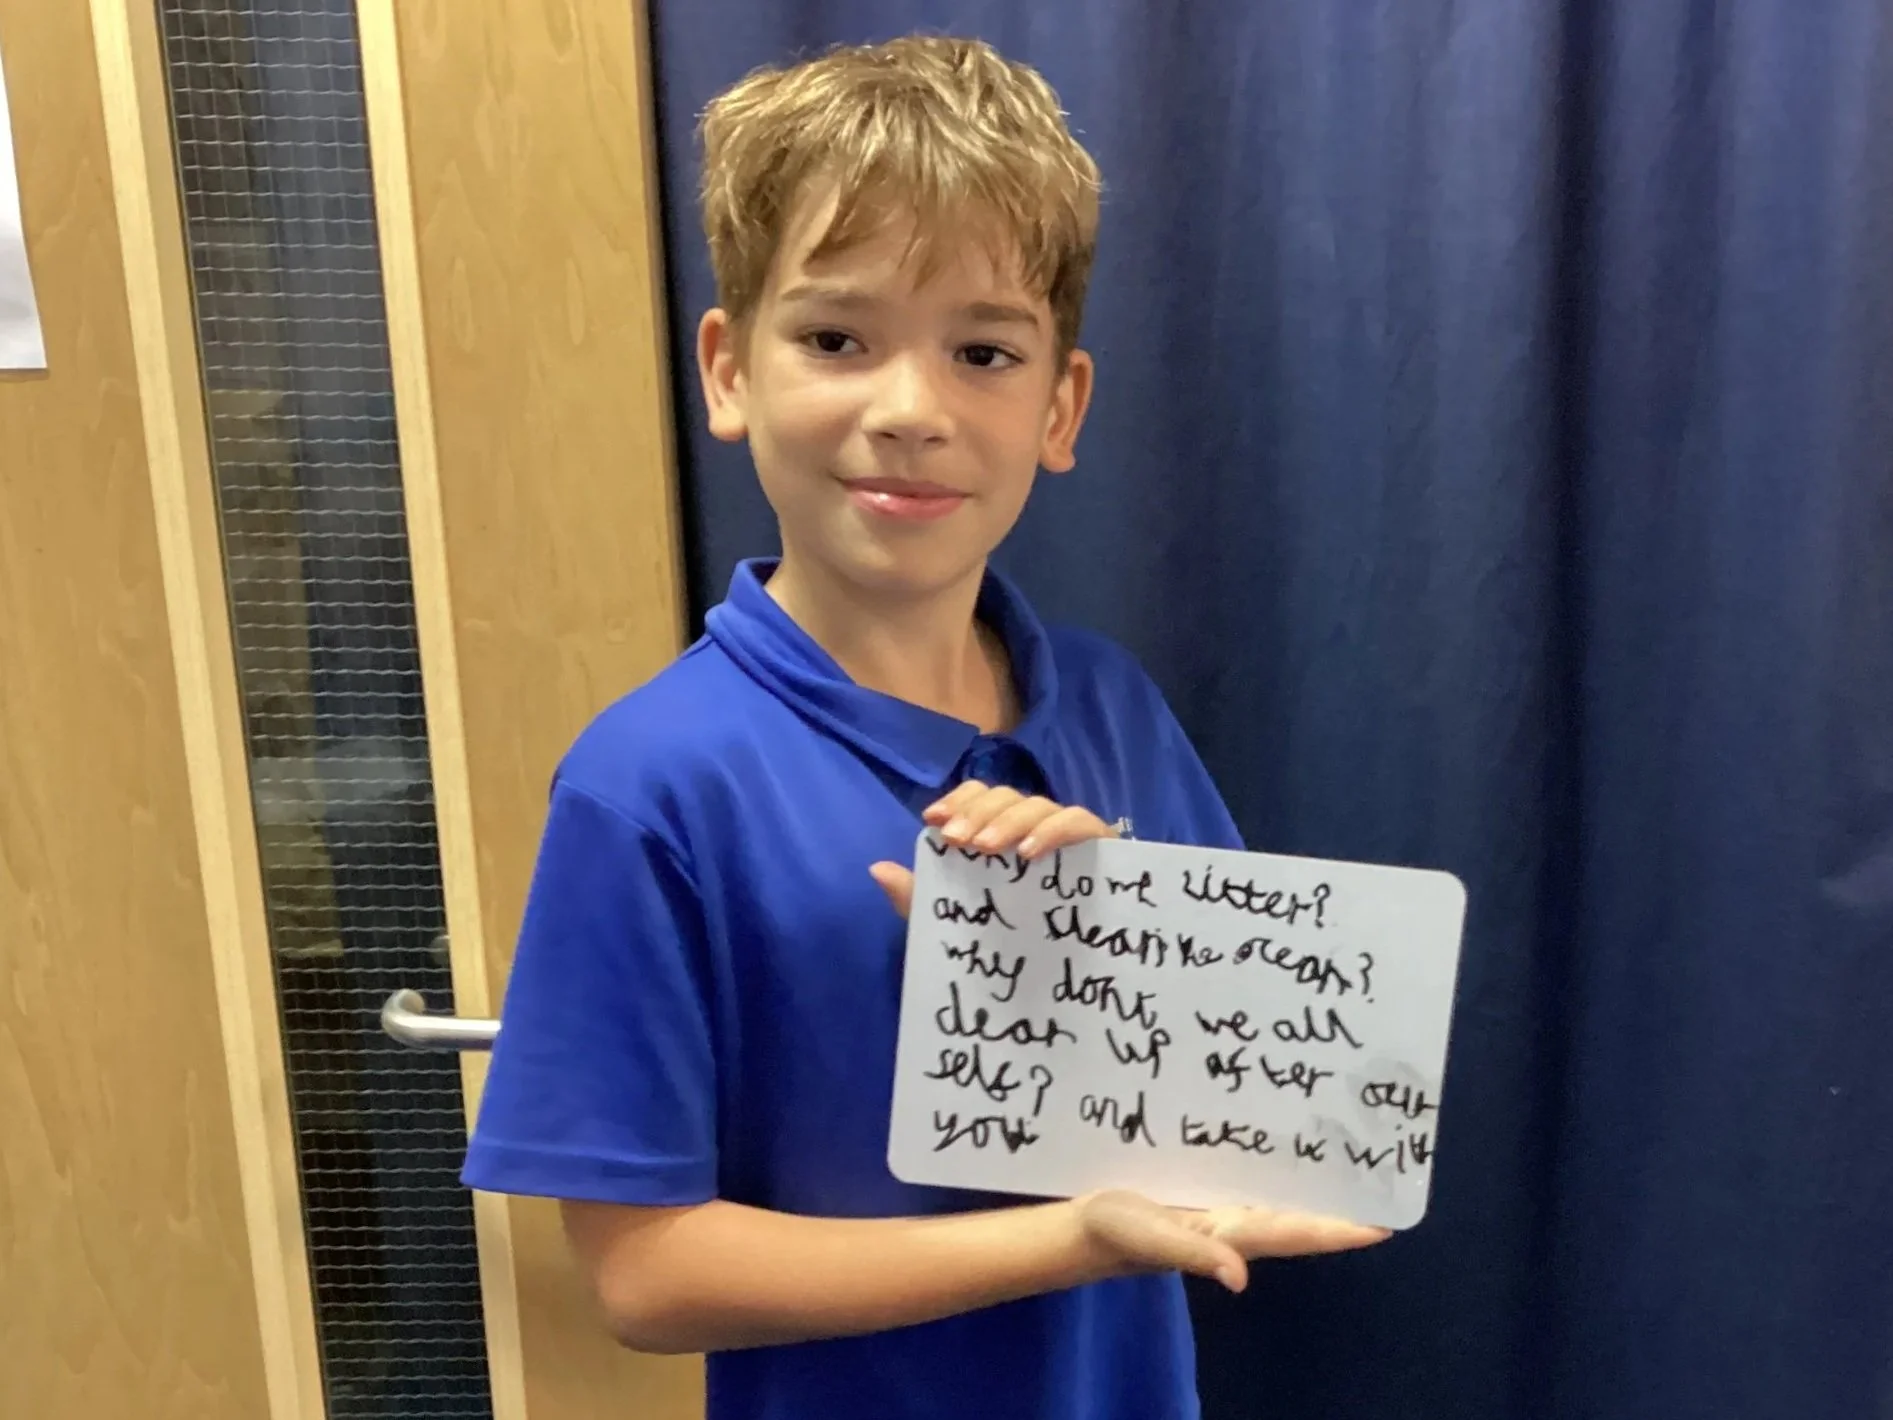 why do we litter?
and clean the ocean?
why dont we all
clean up after our
self? and take it with
you